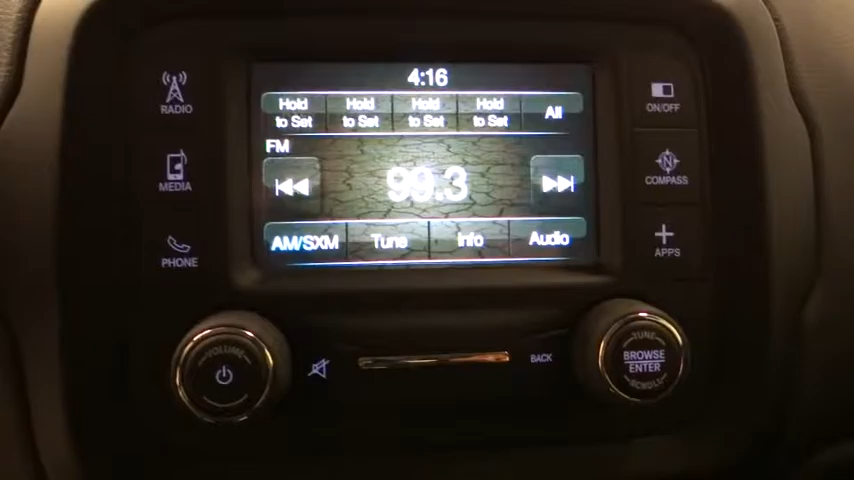 4:16
Hold to Set
Hold to Set
Hold to Set
Hold to Set
All
FM
99.3
AM/SXM
Tune
Info
Audio
RADIO
MEDIA
PHONE
ON/OFF
N
COMPASS
APPS
VOLUME
BACK
TUNE
BROWSE
ENTER
SCROLL